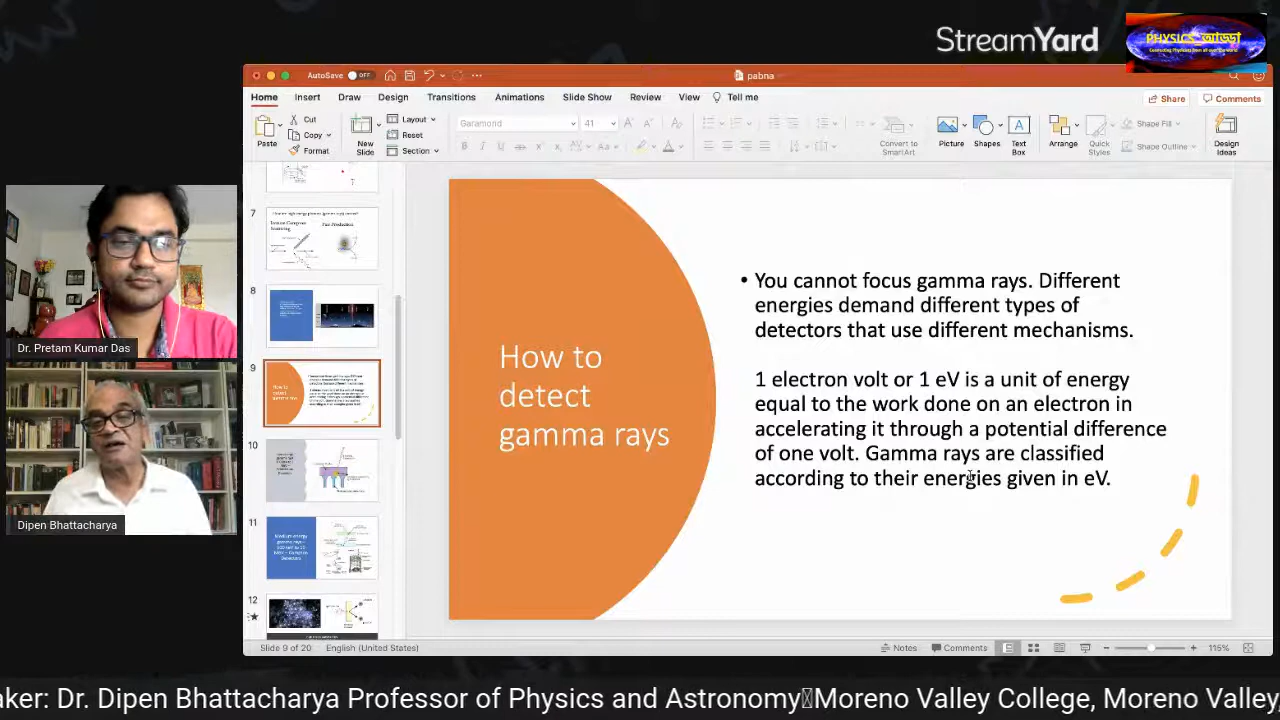 StreamYard
PHYSICS_আড্ডা
AutoSave OFF
pabna
Home Insert Draw Design Transitions Animations Slide Show Review View Tell me
Share Comments
Paste
Cut
Copy
Format
New Slide
Layout
Reset
Section
Garamond 41
Convert to SmartArt
Picture Shapes Text Box Arrange Quick Styles
Shape Fill
Shape Outline
Design Ideas
7
8
9
10
11
12
How to
detect
gamma rays
• You cannot focus gamma rays. Different
energies demand different types of
detectors that use different mechanisms.
1 electron volt or 1 eV is a unit of energy
equal to the work done on an electron in
accelerating it through a potential difference
of one volt. Gamma rays are classified
according to their energies given in eV.
Dr. Pretam Kumar Das
Dipen Bhattacharya
Slide 9 of 20 English (United States)
Notes Comments 115%
aker: Dr. Dipen Bhattacharya Professor of Physics and Astronomy Moreno Valley College, Moreno Valley,